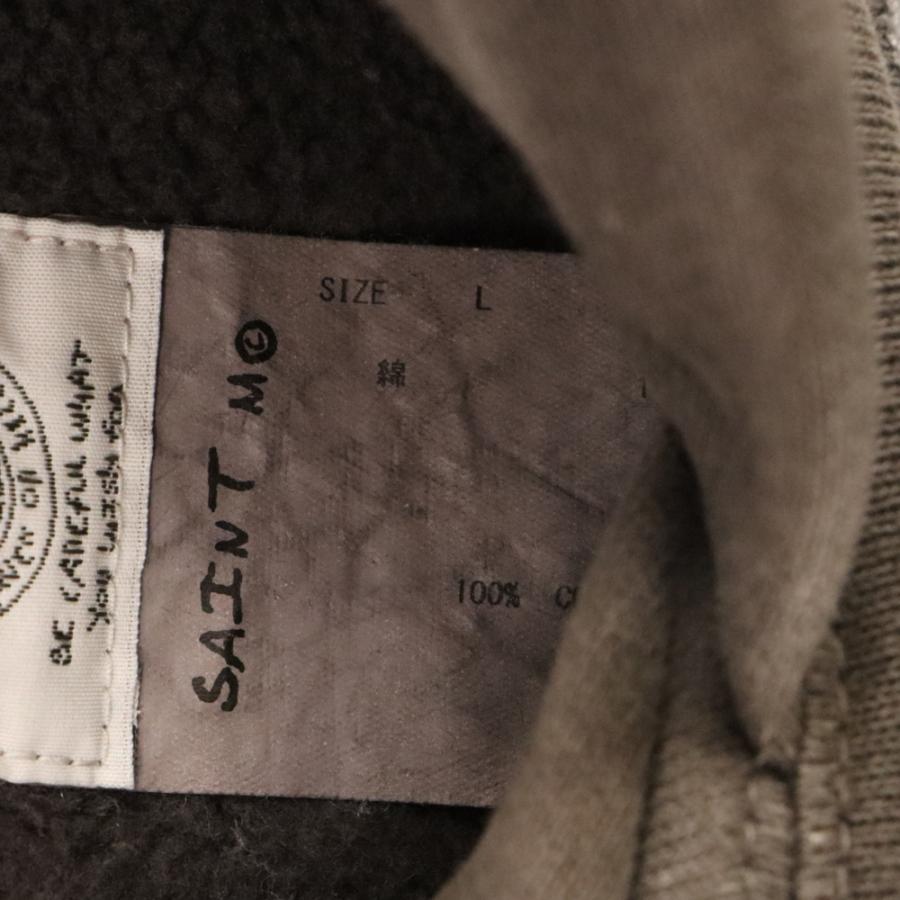 SIZE L
綿
100%
SAINT M©
BE CAREFUL WHAT
you wish for